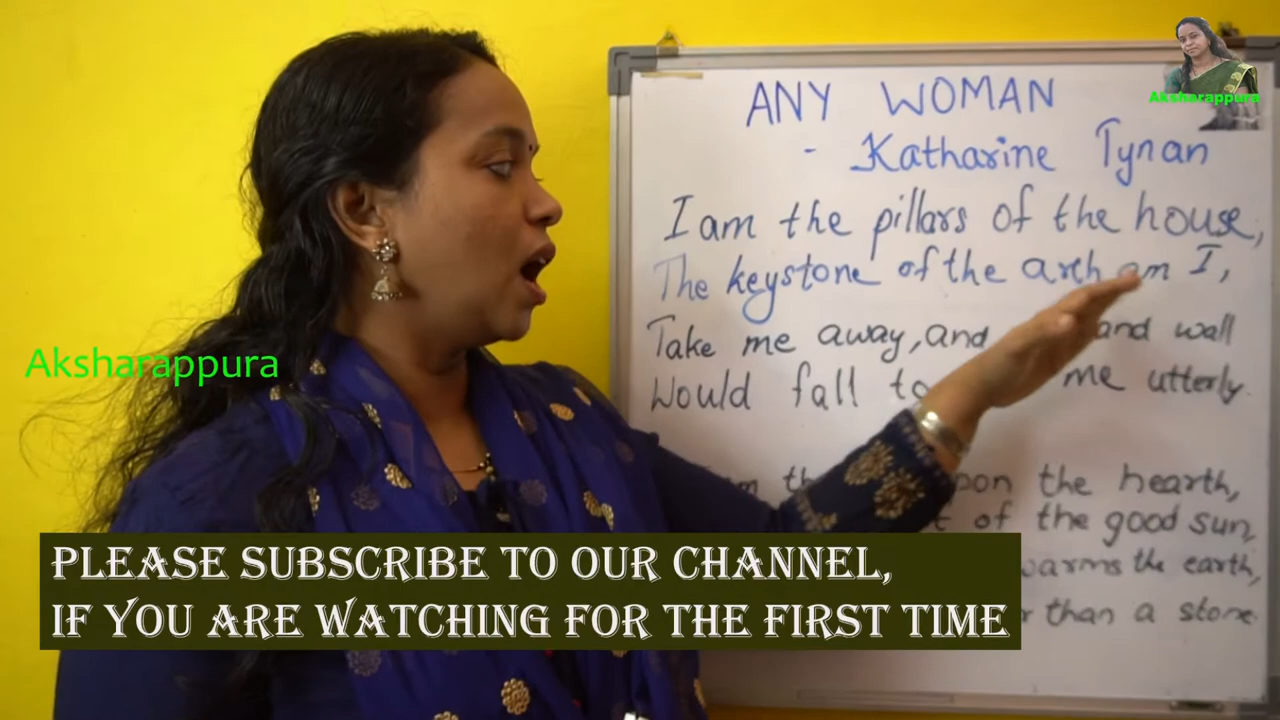 ANY WOMAN
- Katharine Tynan
I am the pillars of the house,
The keystone of the arch am I,
Take me away, and and wall
Would fall to me utterly.
the hearth,
of the good sun,
warms the earth,
than a stone.
Aksharappura
Aksharappura
PLEASE SUBSCRIBE TO OUR CHANNEL,
IF YOU ARE WATCHING FOR THE FIRST TIME